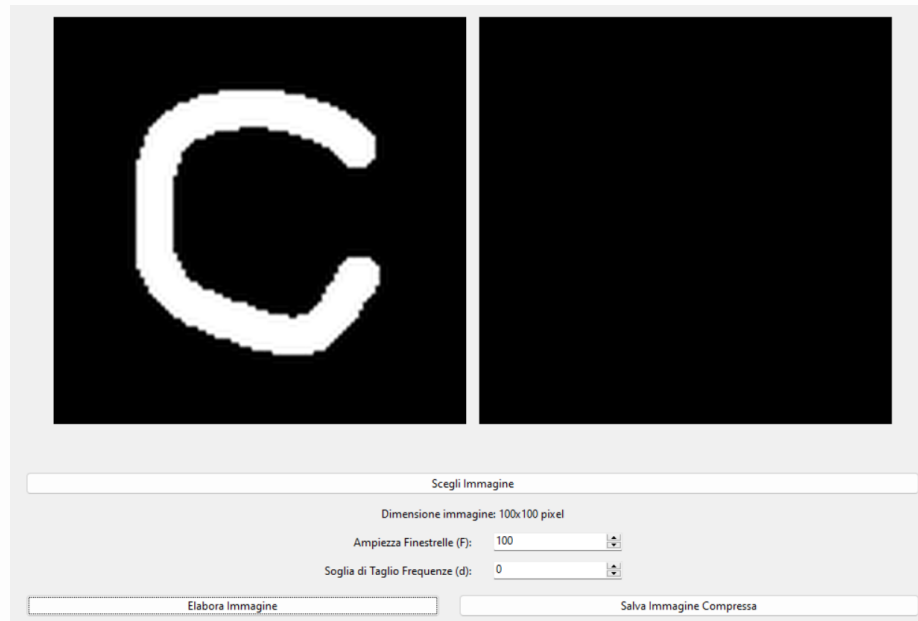 C
Scegli Immagine
Dimensione immagine: 100x100 pixel
Ampiezza Finestrelle (F): 100
Soglia di Taglio Frequenze (d): 0
Elabora Immagine Salva Immagine Compressa